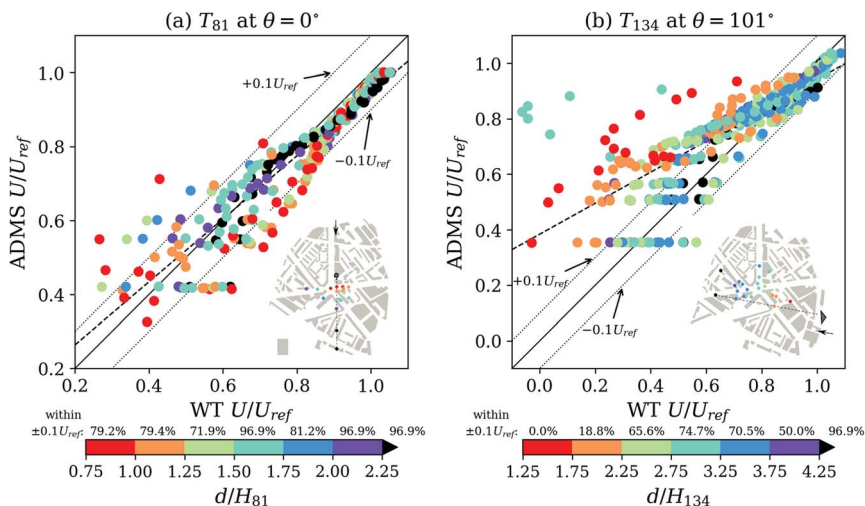 (a) T81 at θ = 0°
ADMS U/Uref
1.0
0.8
0.6
0.4
0.2
+0.1Uref
−0.1Uref
0.2 0.4 0.6 0.8 1.0
WT U/Uref
within
±0.1Uref: 79.2% 79.4% 71.9% 96.9% 81.2% 96.9% 96.9%
0.75 1.00 1.25 1.50 1.75 2.00 2.25
d/H81
(b) T134 at θ = 101°
ADMS U/Uref
1.0
0.8
0.6
0.4
0.2
0.0
+0.1Uref
−0.1Uref
0.0 0.2 0.4 0.6 0.8 1.0
WT U/Uref
within
±0.1Uref: 0.0% 18.8% 65.6% 74.7% 70.5% 50.0% 96.9%
1.25 1.75 2.25 2.75 3.25 3.75 4.25
d/H134